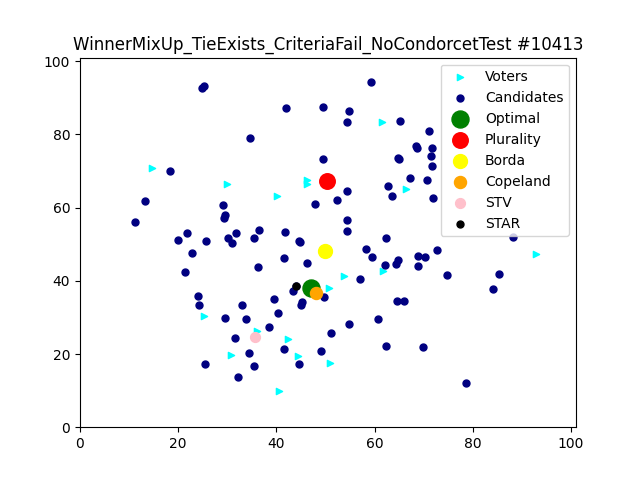 WinnerMixUp_TieExists_CriteriaFail_NoCondorcetTest #10413
Voters
Candidates
Optimal
Plurality
Borda
Copeland
STV
STAR
100
80
60
40
20
0
0 20 40 60 80 100